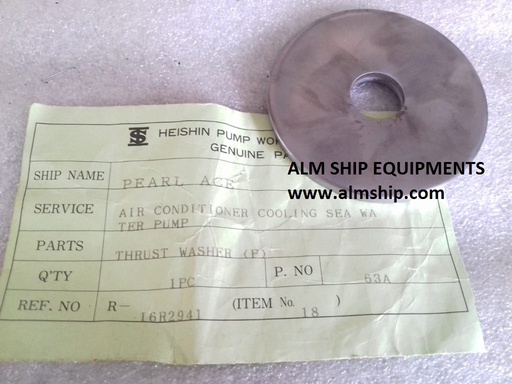 HEISHIN PUMP WOR
GENUINE PA
ALM SHIP EQUIPMENTS
www.almship.com
SHIP NAME PEARL ACE
SERVICE AIR CONDITIONER COOLING SEA WA
TER PUMP
PARTS THRUST WASHER (F)
Q'TY 1PC P. NO 63A
REF. NO R-16R2941 (ITEM No. 18 )